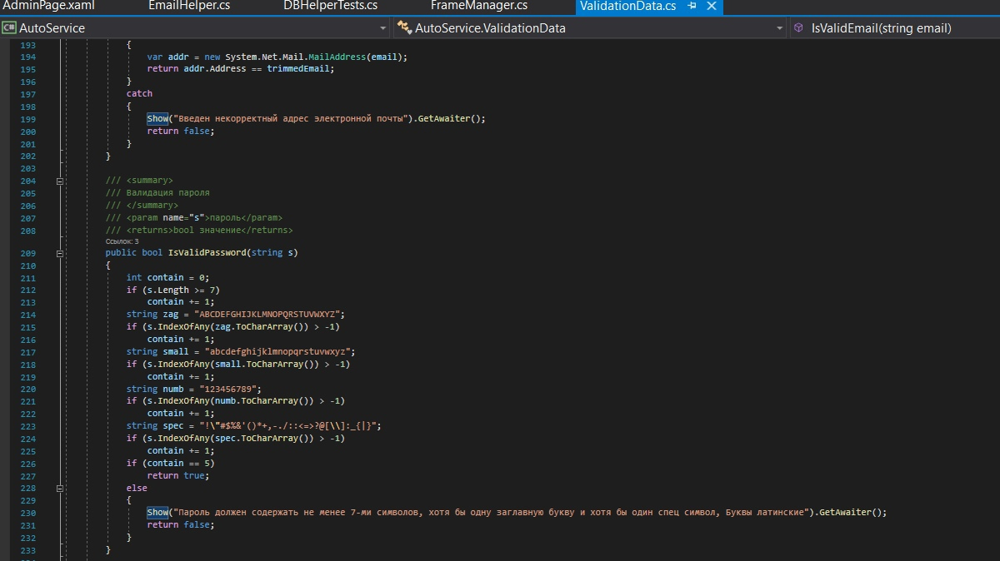 AdminPage.xaml EmailHelper.cs DBHelperTests.cs FrameManager.cs ValidationData.cs
C# AutoService AutoService.ValidationData IsValidEmail(string email)
193 {
194 var addr = new System.Net.Mail.MailAddress(email);
195 return addr.Address == trimmedEmail;
196 }
197 catch
198 {
199 Show("Введен некорректный адрес электронной почты").GetAwaiter();
200 return false;
201 }
202 }
203
204 /// <summary>
205 /// Валидация пароля
206 /// </summary>
207 /// <param name="s">пароль</param>
208 /// <returns>bool значение</returns>
Ссылок: 3
209 public bool IsValidPassword(string s)
210 {
211 int contain = 0;
212 if (s.Length >= 7)
213 contain += 1;
214 string zag = "ABCDEFGHIJKLMNOPQRSTUVWXYZ";
215 if (s.IndexOfAny(zag.ToCharArray()) > -1)
216 contain += 1;
217 string small = "abcdefghijklmnopqrstuvwxyz";
218 if (s.IndexOfAny(small.ToCharArray()) > -1)
219 contain += 1;
220 string numb = "123456789";
221 if (s.IndexOfAny(numb.ToCharArray()) > -1)
222 contain += 1;
223 string spec = "!\"#$%&'()*+,-./::<=>?@[\\]:_{|}";
224 if (s.IndexOfAny(spec.ToCharArray()) > -1)
225 contain += 1;
226 if (contain == 5)
227 return true;
228 else
229 {
230 Show("Пароль должен содержать не менее 7-ми символов, хотя бы одну заглавную букву и хотя бы один спец символ, Буквы латинские").GetAwaiter();
231 return false;
232 }
233 }